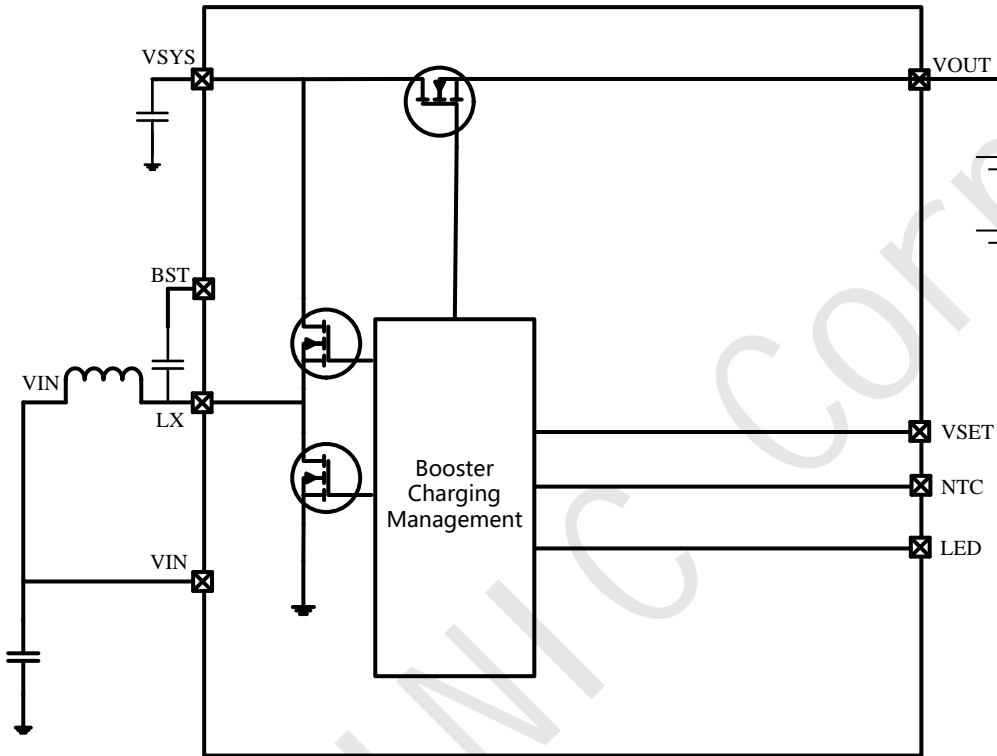 VSYS
VOUT
BST
VIN
LX
VSET
Booster
Charging
Management
NTC
LED
VIN